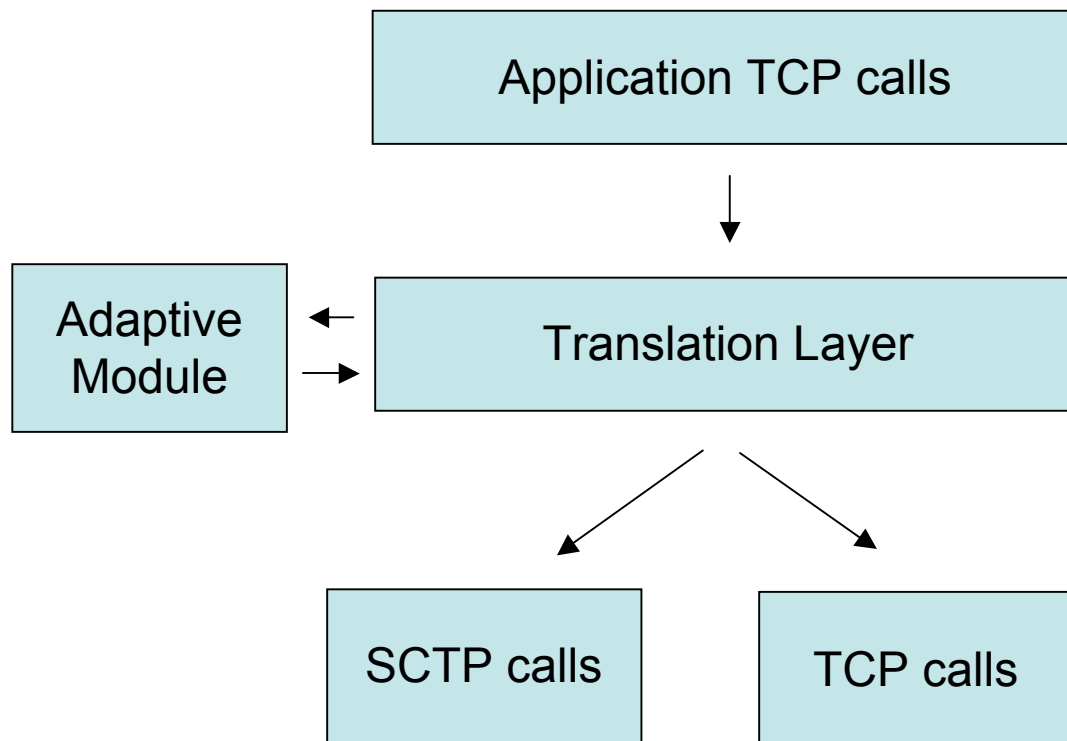 Application TCP calls
Adaptive
Module
Translation Layer
SCTP calls
TCP calls